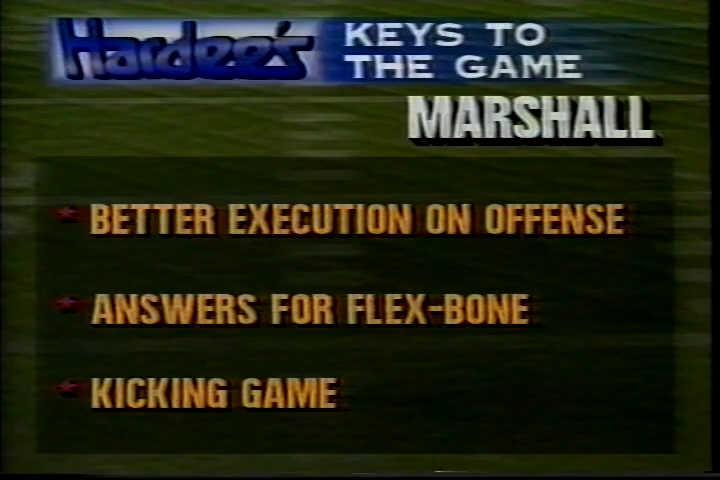 Hardee's
KEYS TO
THE GAME
MARSHALL
* BETTER EXECUTION ON OFFENSE
* ANSWERS FOR FLEX-BONE
* KICKING GAME